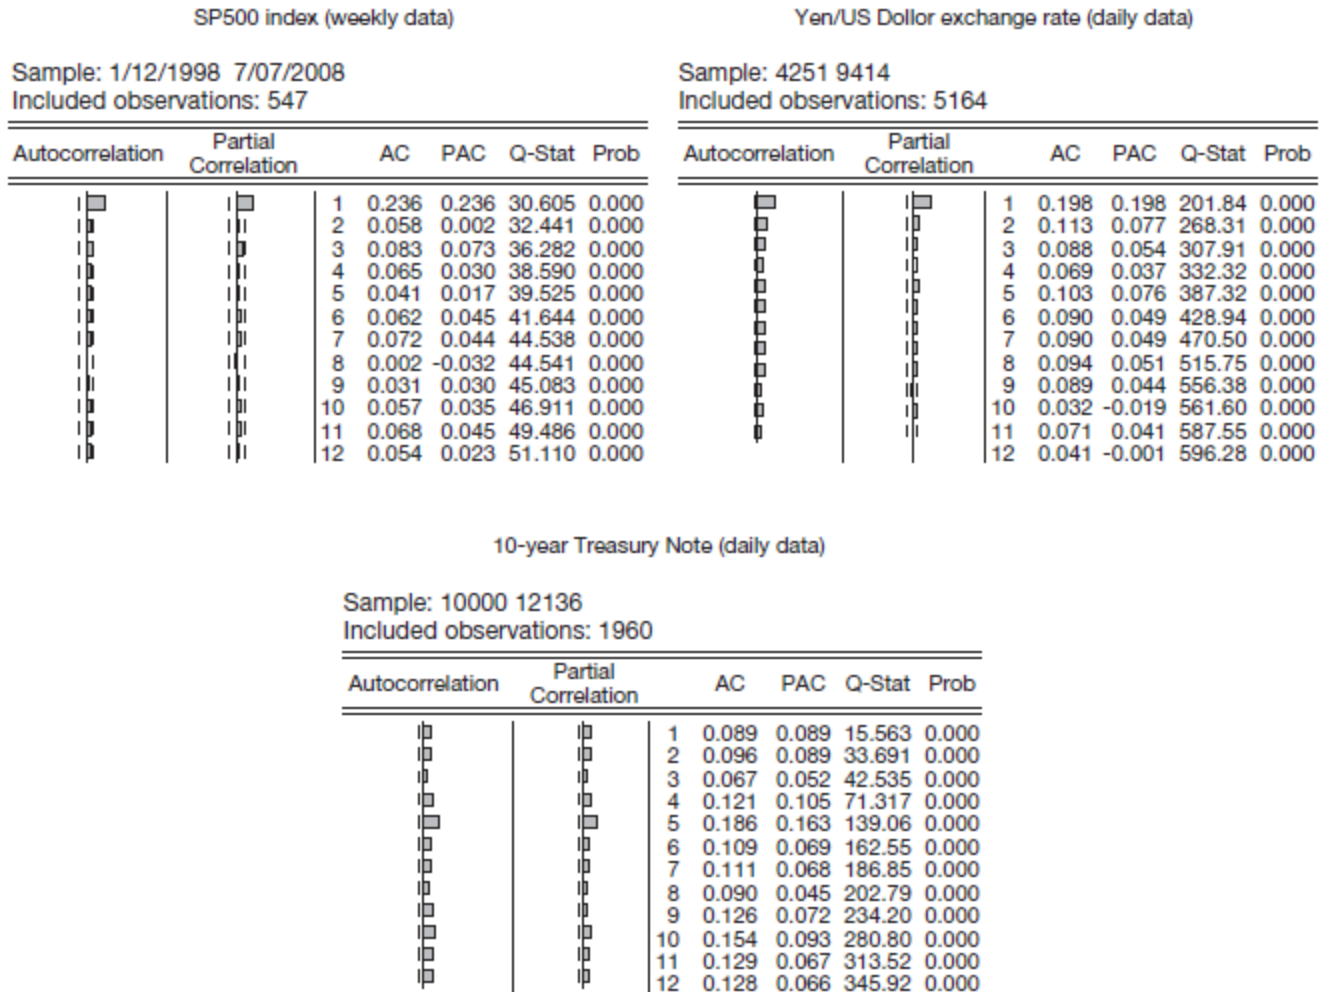 SP500 index (weekly data)
Sample: 1/12/1998 7/07/2008
Included observations: 547
Autocorrelation Partial Correlation AC PAC Q-Stat Prob
1 0.236 0.236 30.605 0.000
2 0.058 0.002 32.441 0.000
3 0.083 0.073 36.282 0.000
4 0.065 0.030 38.590 0.000
5 0.041 0.017 39.525 0.000
6 0.062 0.045 41.644 0.000
7 0.072 0.044 44.538 0.000
8 0.002 -0.032 44.541 0.000
9 0.031 0.030 45.083 0.000
10 0.057 0.035 46.911 0.000
11 0.068 0.045 49.486 0.000
12 0.054 0.023 51.110 0.000
Yen/US Dollor exchange rate (daily data)
Sample: 4251 9414
Included observations: 5164
Autocorrelation Partial Correlation AC PAC Q-Stat Prob
1 0.198 0.198 201.84 0.000
2 0.113 0.077 268.31 0.000
3 0.088 0.054 307.91 0.000
4 0.069 0.037 332.32 0.000
5 0.103 0.076 387.32 0.000
6 0.090 0.049 428.94 0.000
7 0.090 0.049 470.50 0.000
8 0.094 0.051 515.75 0.000
9 0.089 0.044 556.38 0.000
10 0.032 -0.019 561.60 0.000
11 0.071 0.041 587.55 0.000
12 0.041 -0.001 596.28 0.000
10-year Treasury Note (daily data)
Sample: 10000 12136
Included observations: 1960
Autocorrelation Partial Correlation AC PAC Q-Stat Prob
1 0.089 0.089 15.563 0.000
2 0.096 0.089 33.691 0.000
3 0.067 0.052 42.535 0.000
4 0.121 0.105 71.317 0.000
5 0.186 0.163 139.06 0.000
6 0.109 0.069 162.55 0.000
7 0.111 0.068 186.85 0.000
8 0.090 0.045 202.79 0.000
9 0.126 0.072 234.20 0.000
10 0.154 0.093 280.80 0.000
11 0.129 0.067 313.52 0.000
12 0.128 0.066 345.92 0.000